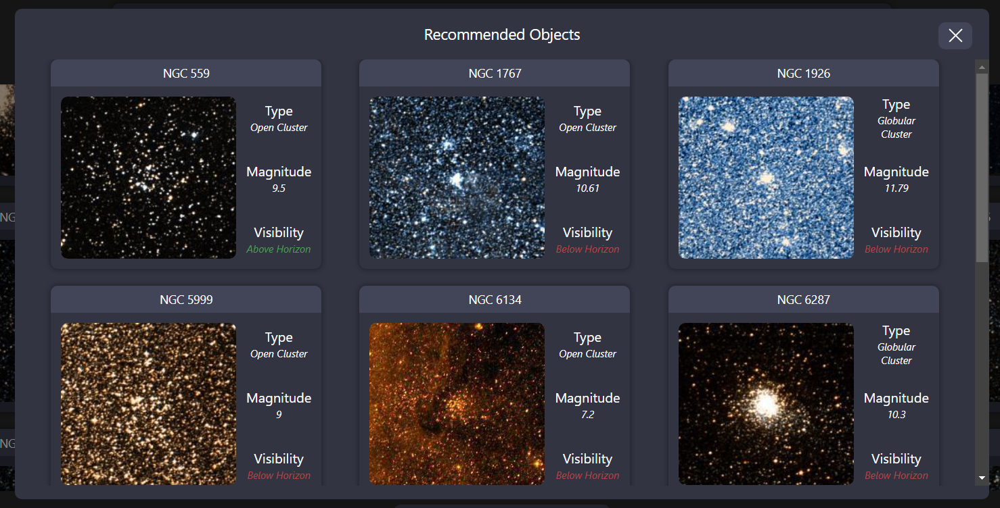 Recommended Objects
NGC 559
Type
Open Cluster
Magnitude
9.5
Visibility
Above Horizon
NGC 1767
Type
Open Cluster
Magnitude
10.61
Visibility
Below Horizon
NGC 1926
Type
Globular
Cluster
Magnitude
11.79
Visibility
Below Horizon
NG
NGC 5999
Type
Open Cluster
Magnitude
9
Visibility
Below Horizon
NGC 6134
Type
Open Cluster
Magnitude
7.2
Visibility
Below Horizon
NGC 6287
Type
Globular
Cluster
Magnitude
10.3
Visibility
Below Horizon
NG